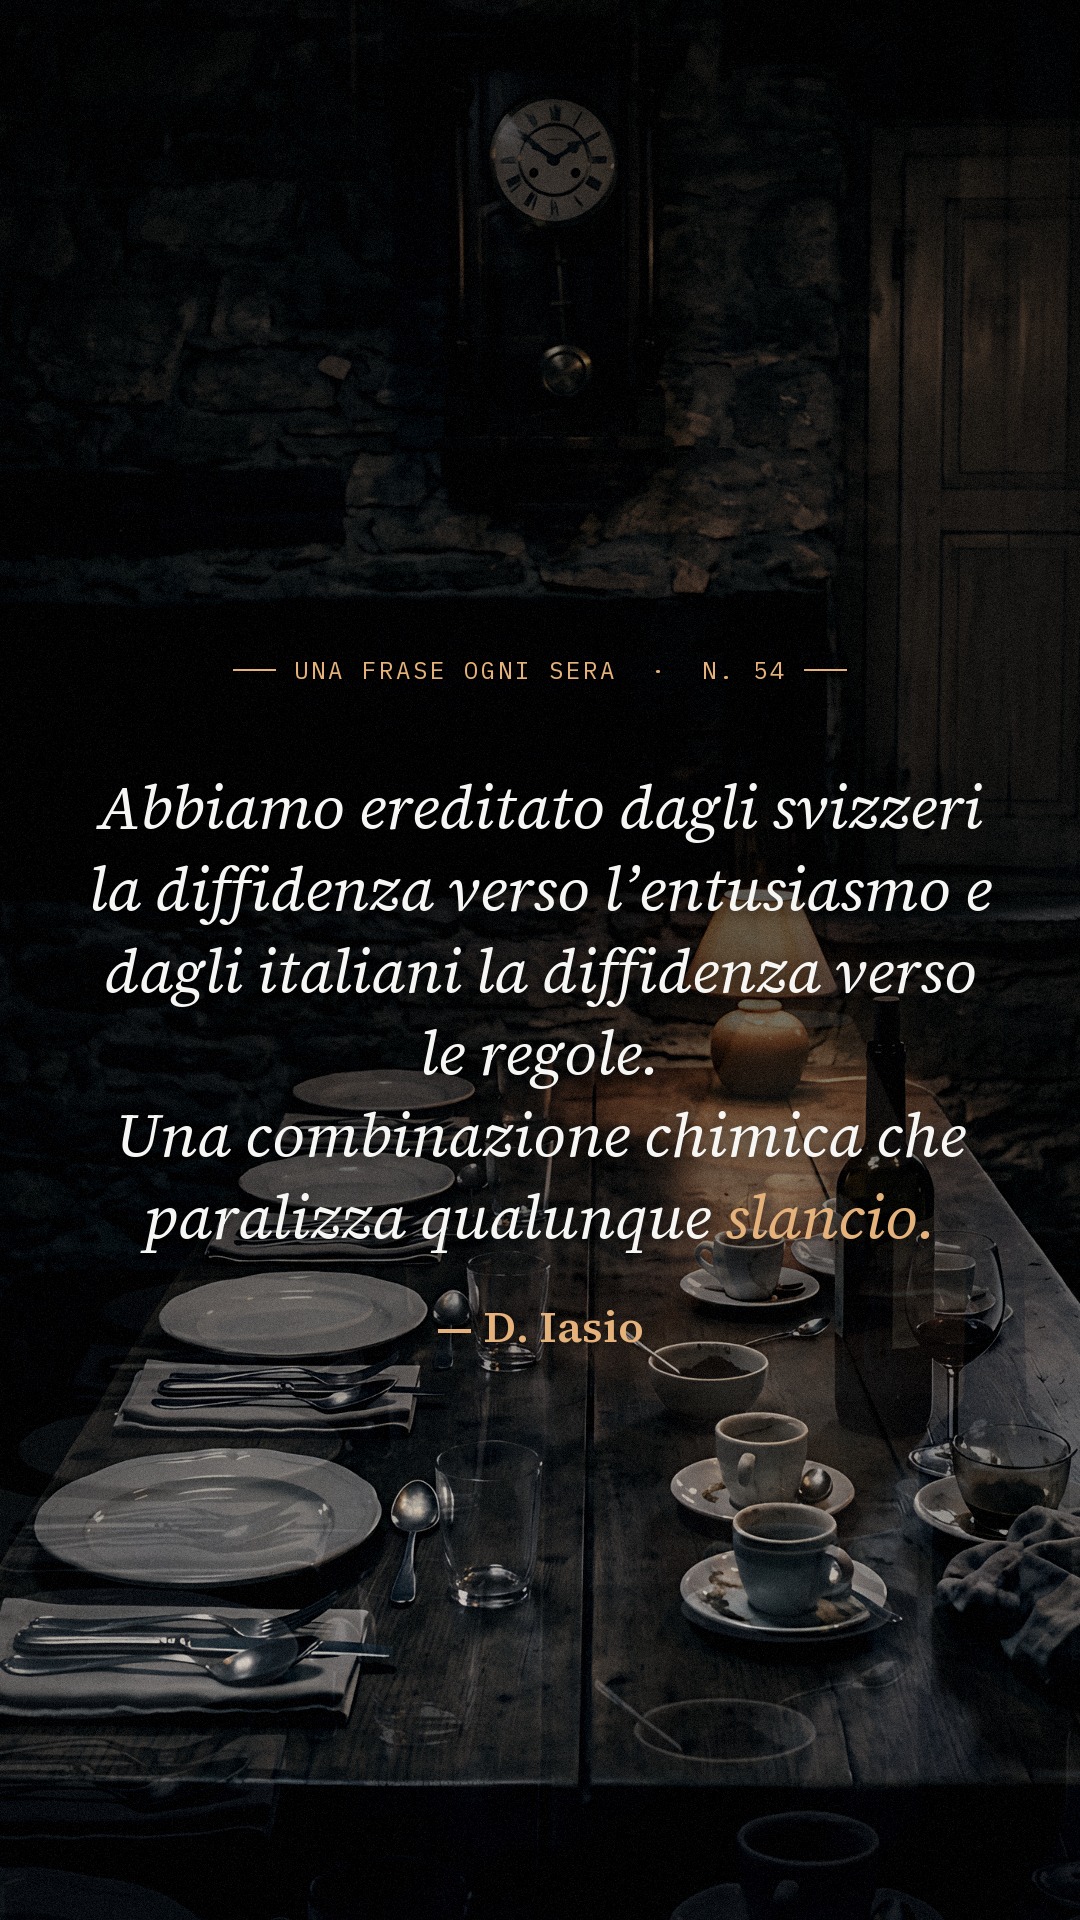 UNA FRASE OGNI SERA · N. 54
Abbiamo ereditato dagli svizzeri
la diffidenza verso l’entusiasmo e
dagli italiani la diffidenza verso
le regole.
Una combinazione chimica che
paralizza qualunque slancio.
— D. Iasio